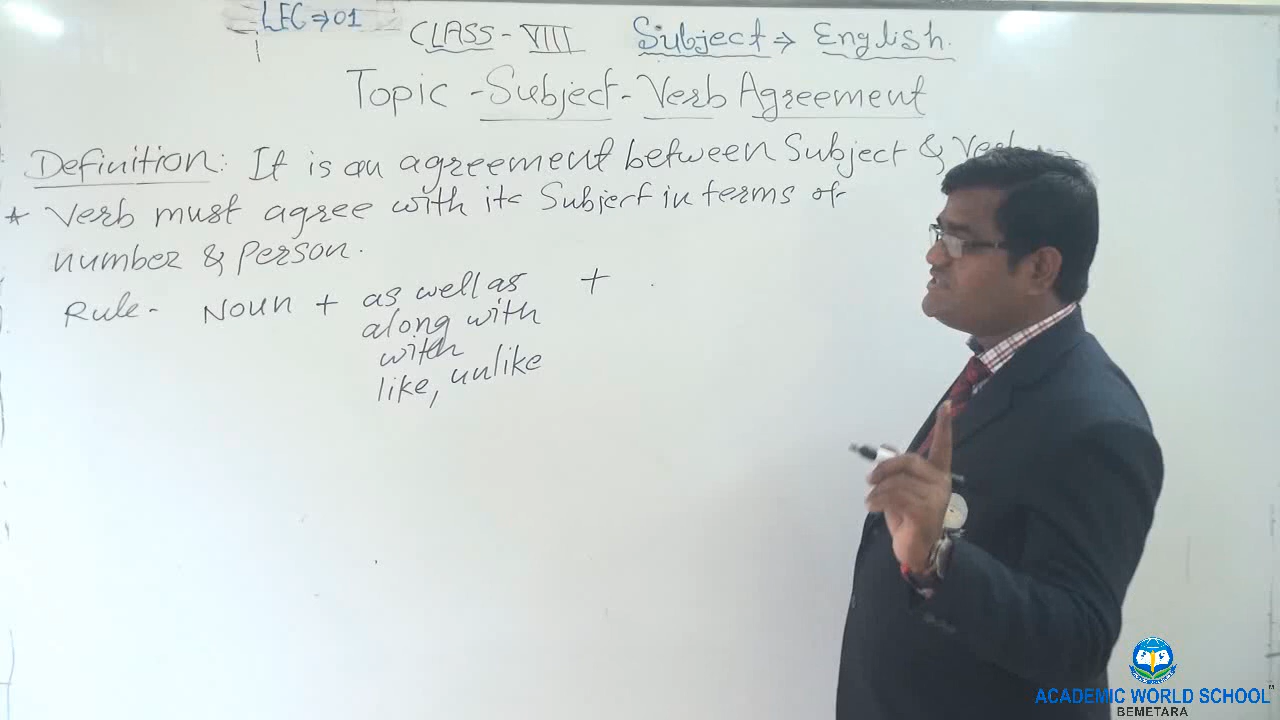 LEC ⇒ 01
CLASS - VIII Subject ⇒ English.
Topic - Subject - Verb Agreement
Definition: It is an agreement between Subject & Verb
* Verb must agree with its Subject in terms of
number & person.
Rule - Noun + as well as +
along with
with
like, unlike
ACADEMIC WORLD SCHOOL
BEMETARA